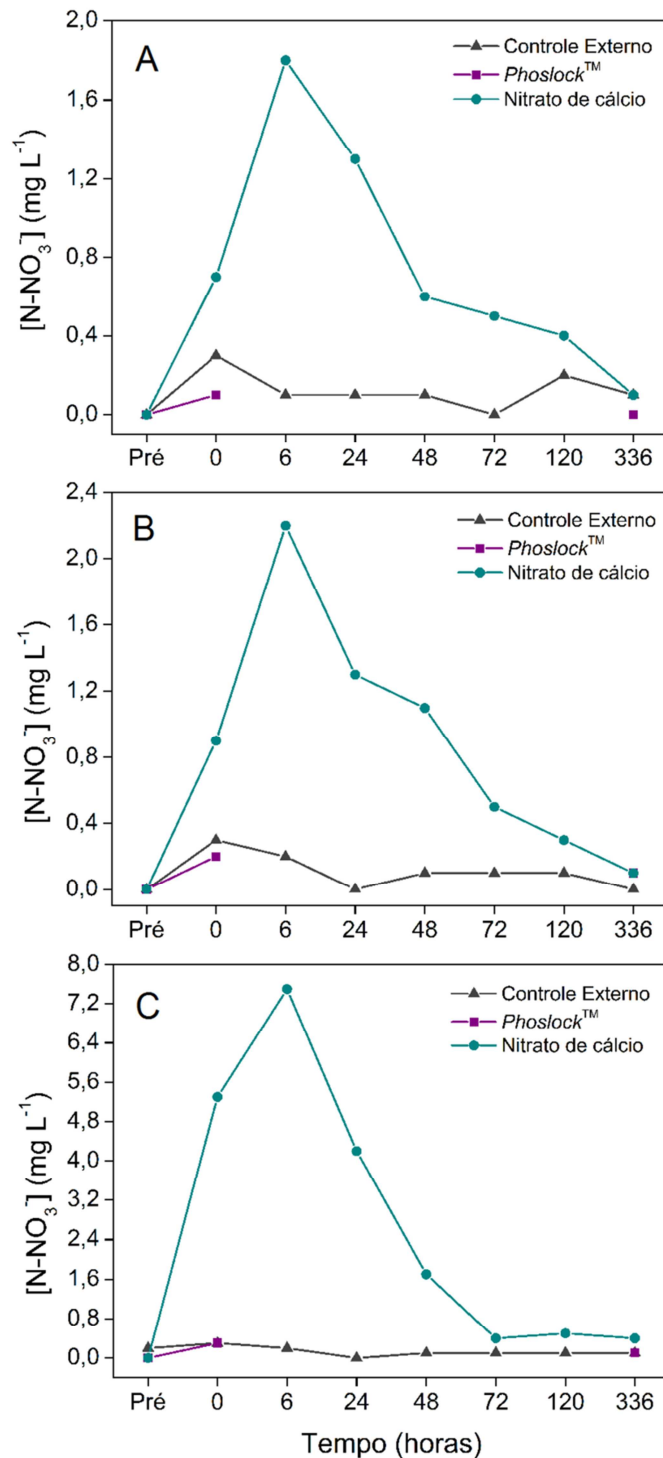 A
Controle Externo
Phoslock™
Nitrato de cálcio
[N-NO₃⁻] (mg L⁻¹)
2,0
1,6
1,2
0,8
0,4
0,0
Pré 0 6 24 48 72 120 336
B
Controle Externo
Phoslock™
Nitrato de cálcio
[N-NO₃⁻] (mg L⁻¹)
2,4
2,0
1,6
1,2
0,8
0,4
0,0
Pré 0 6 24 48 72 120 336
C
Controle Externo
Phoslock™
Nitrato de cálcio
[N-NO₃⁻] (mg L⁻¹)
8,0
7,2
6,4
5,6
4,8
4,0
3,2
2,4
1,6
0,8
0,0
Pré 0 6 24 48 72 120 336
Tempo (horas)